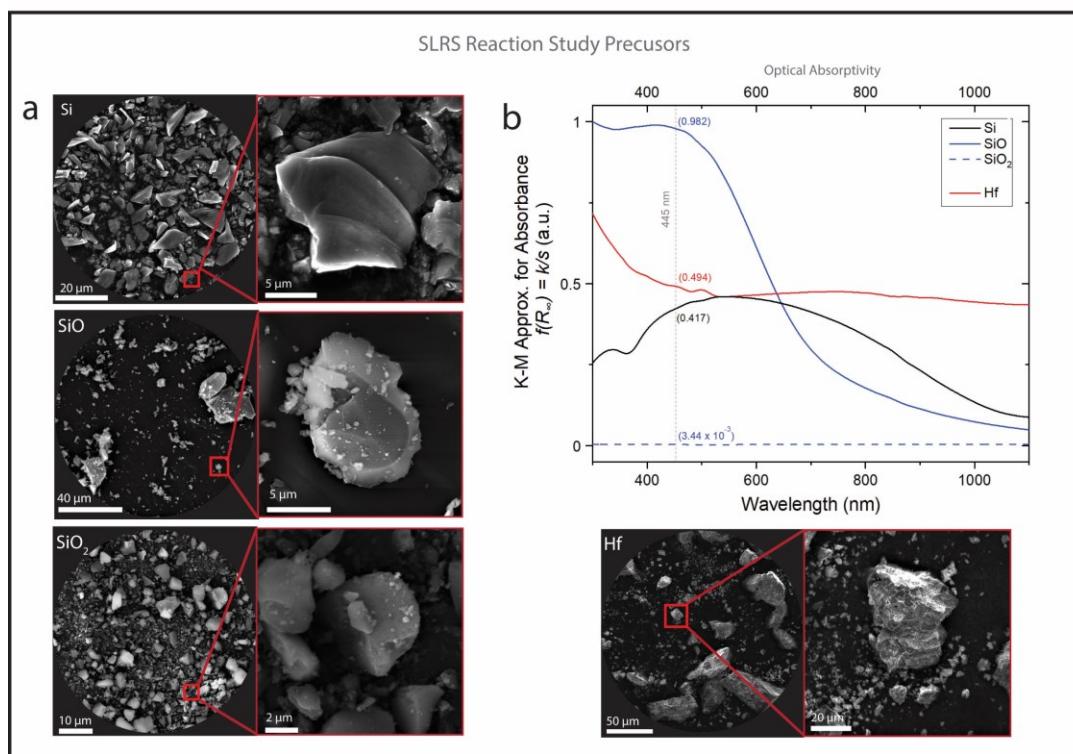 SLRS Reaction Study Precusors
a
Si
20 µm
5 µm
SiO
40 µm
5 µm
SiO₂
10 µm
2 µm
b
Optical Absorptivity
400 600 800 1000
1
0.5
0
K-M Approx. for Absorbance
f(R∞) = k/s (a.u.)
445 nm
(0.982)
(0.494)
(0.417)
(3.44 x 10⁻³)
Si
SiO
SiO₂
Hf
400 600 800 1000
Wavelength (nm)
Hf
50 µm
20 µm